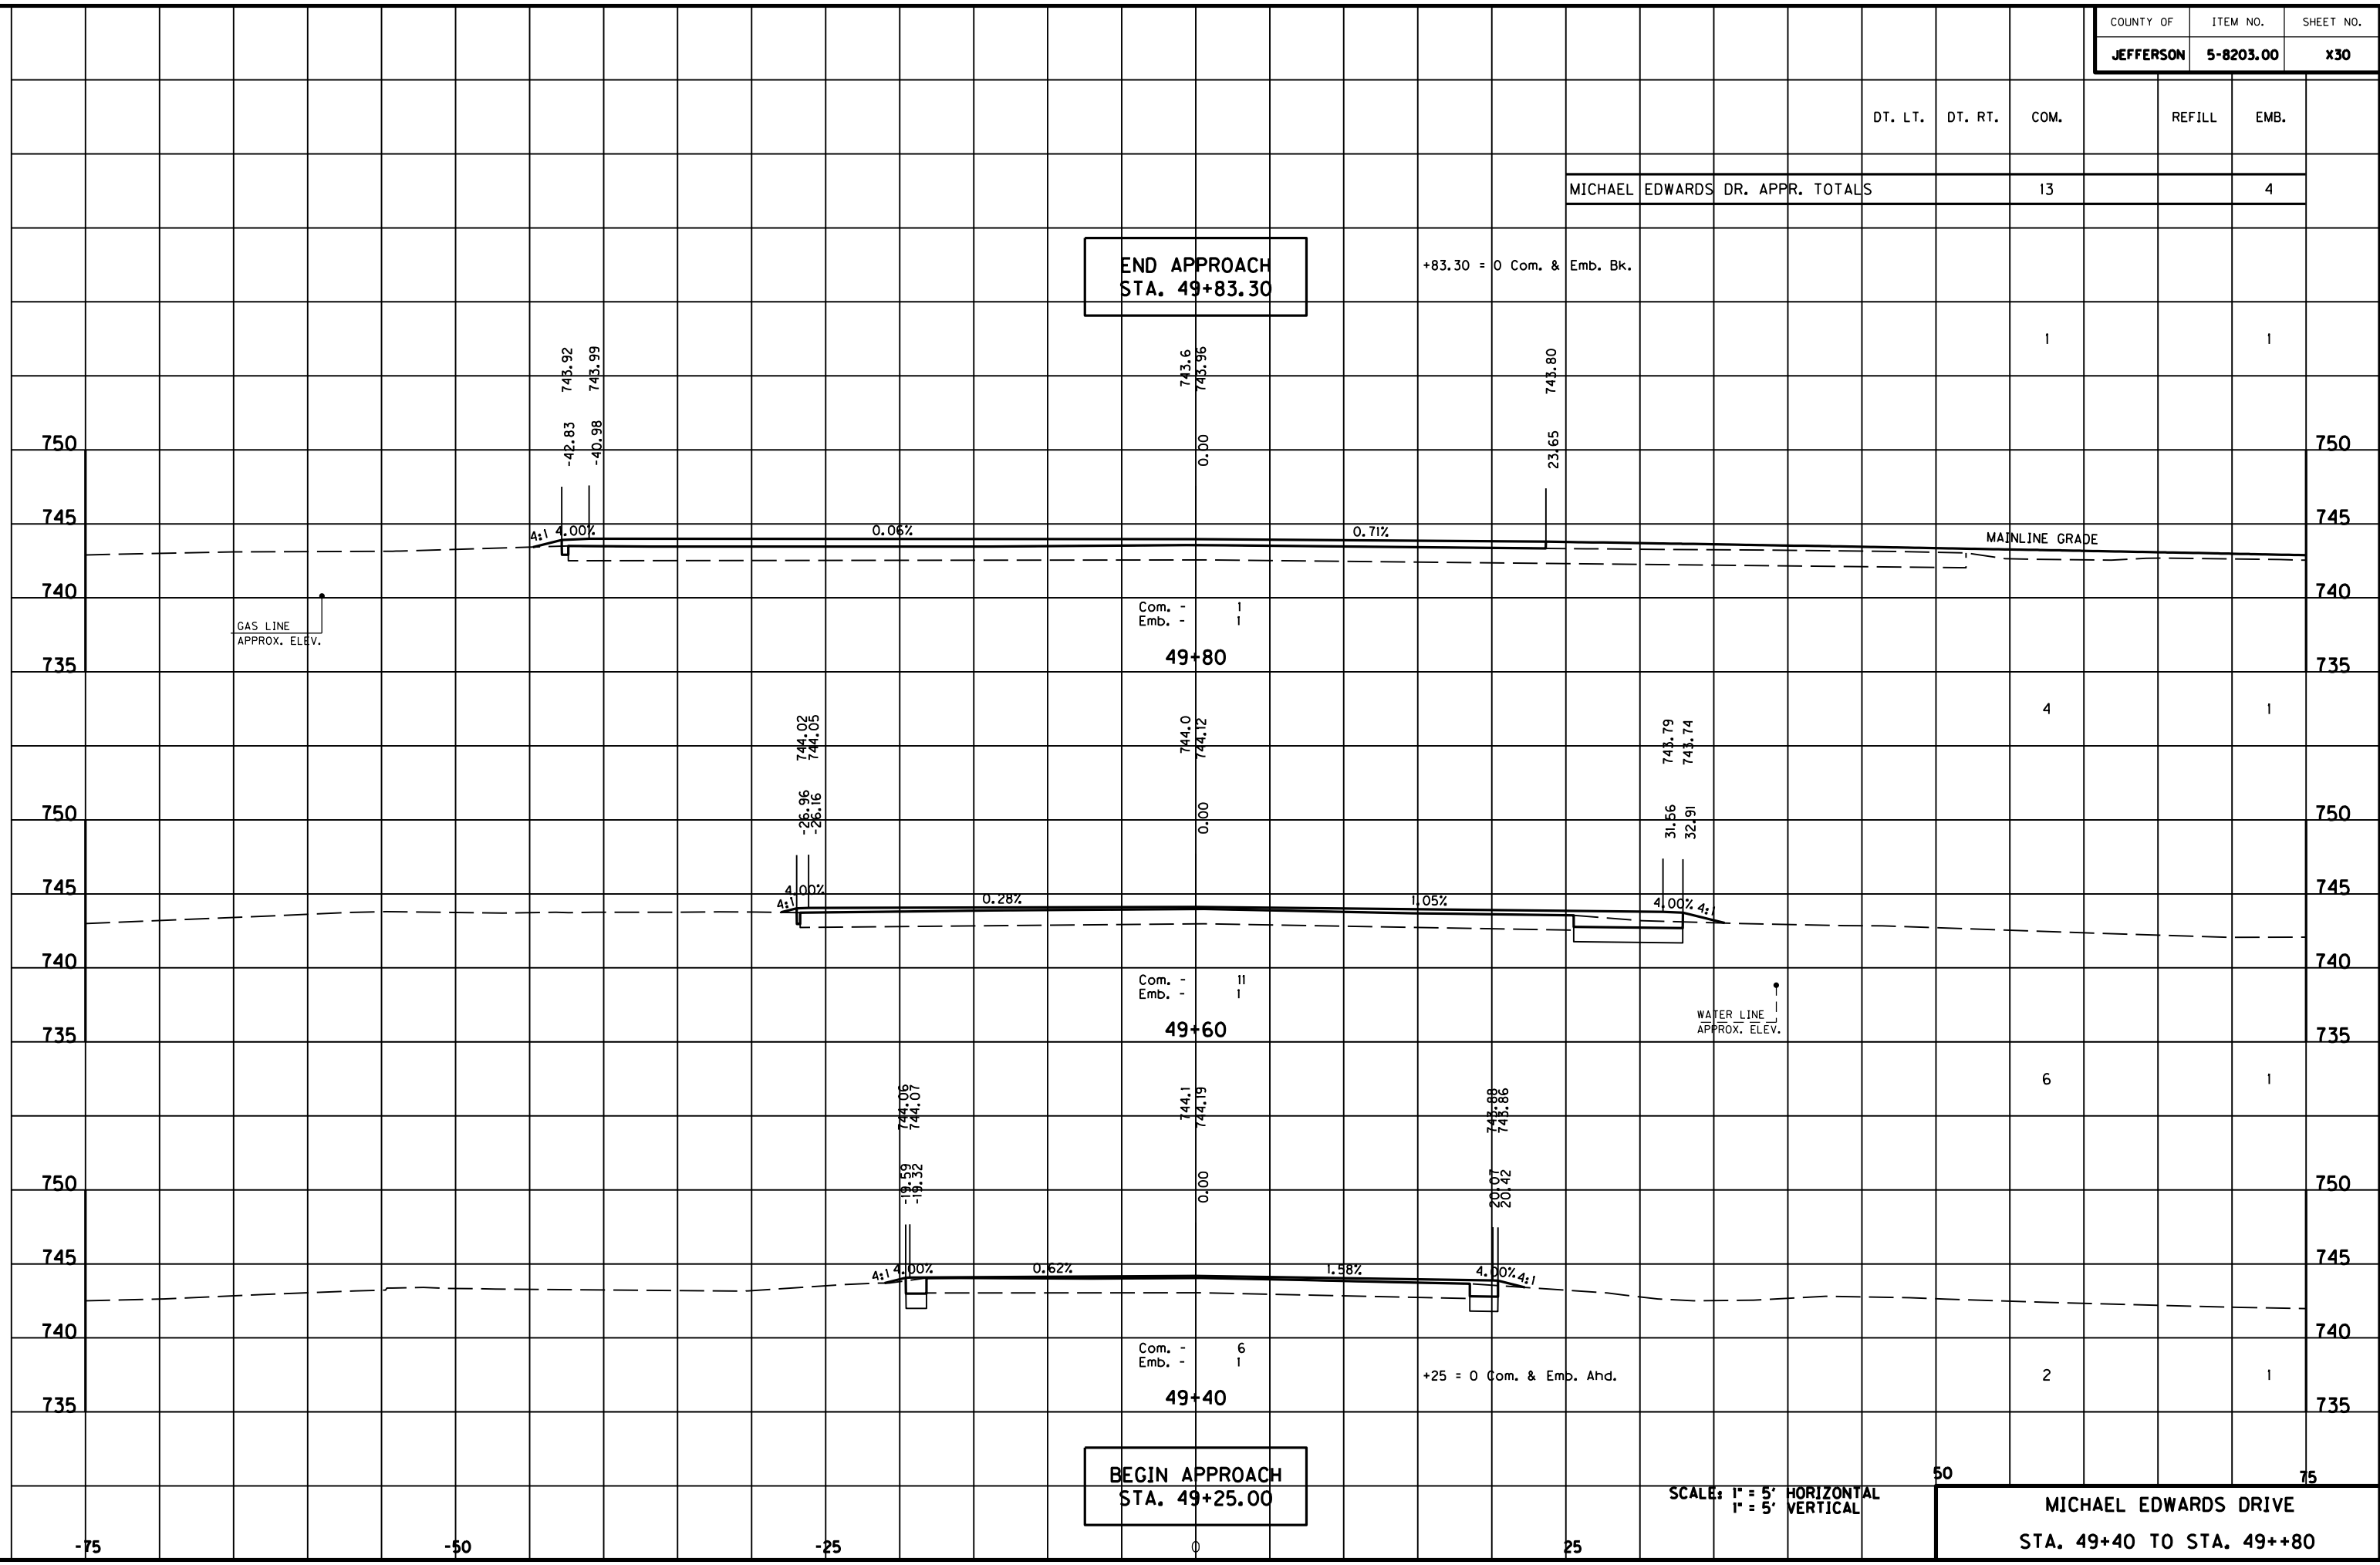 COUNTY OF ITEM NO. SHEET NO.
JEFFERSON 5-8203.00 X30
DT. LT. DT. RT. COM. REFILL EMB.
MICHAEL EDWARDS DR. APPR. TOTALS 13 4
END APPROACH
STA. 49+83.30
+83.30 = 0 Com. & Emb. Bk.
1 1
743.92 743.99 743.6 743.96 743.80
-42.83 -40.98 0.00 23.65
750 750
745 745
4:1 4.00% 0.06% 0.71% MAINLINE GRADE
740 740
GAS LINE
APPROX. ELEV.
Com. - 1
Emb. - 1
49+80
735 735
4 1
744.02 744.05 744.0 744.12 743.79 743.74
-26.96 -26.16 0.00 31.56 32.91
750 750
745 745
4:1 4.00% 0.28% 1.05% 4.00% 4:1
740 740
Com. - 11
Emb. - 1
49+60
WATER LINE
APPROX. ELEV.
735 735
6 1
744.06 744.07 744.1 744.19 743.88 743.86
-19.59 -19.32 0.00 20.07 20.42
750 750
745 745
4:1 4.00% 0.62% 1.58% 4.00% 4:1
740 740
Com. - 6
Emb. - 1
49+40
+25 = 0 Com. & Emb. Ahd.
2 1
735 735
BEGIN APPROACH
STA. 49+25.00
SCALE: 1" = 5' HORIZONTAL
1" = 5' VERTICAL
50 75
MICHAEL EDWARDS DRIVE
STA. 49+40 TO STA. 49++80
-75 -50 -25 0 25